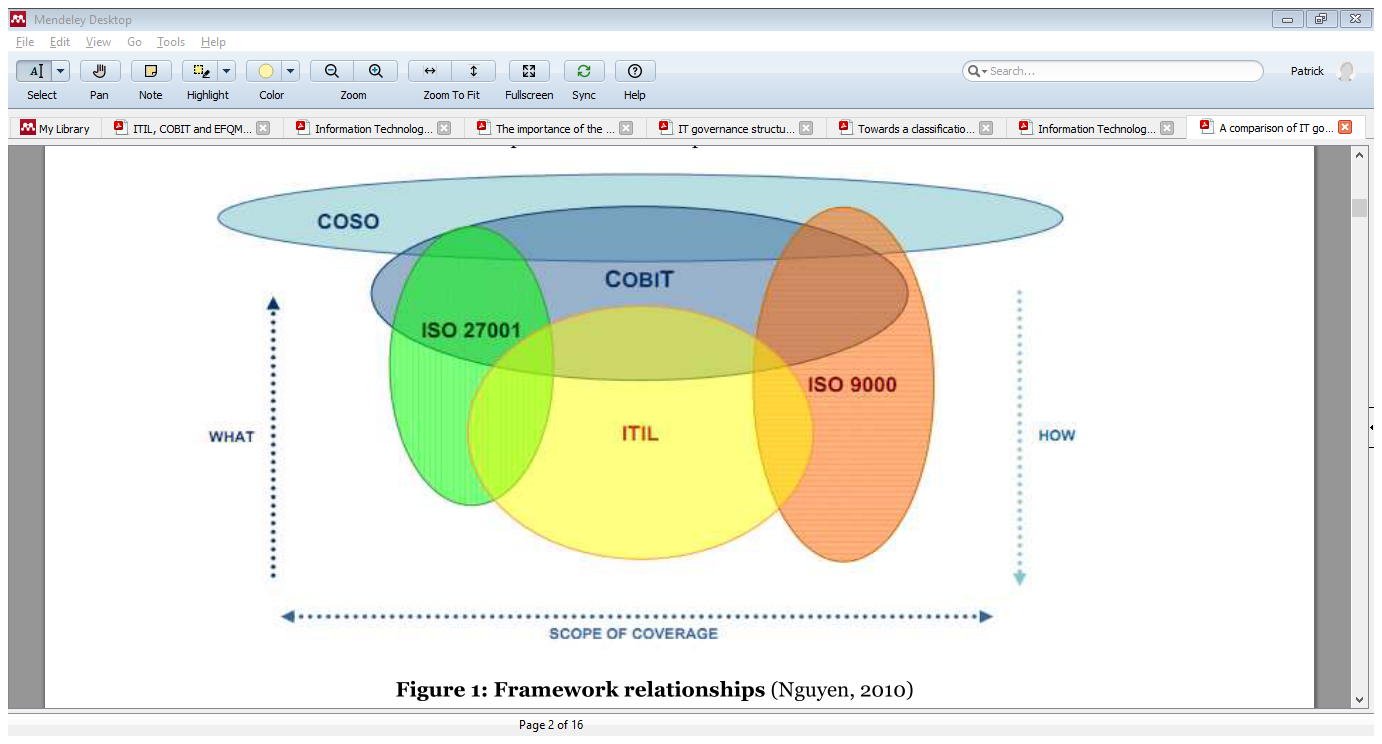 Mendeley Desktop
File Edit View Go Tools Help
Search...
Patrick
Select Pan Note Highlight Color Zoom Zoom To Fit Fullscreen Sync Help
My Library ITIL, COBIT and EFQM... Information Technolog... The importance of the ... IT governance structu... Towards a classificatio... Information Technolog... A comparison of IT go...
COSO
COBIT
ISO 27001
ISO 9000
ITIL
WHAT
HOW
SCOPE OF COVERAGE
Figure 1: Framework relationships (Nguyen, 2010)
Page 2 of 16